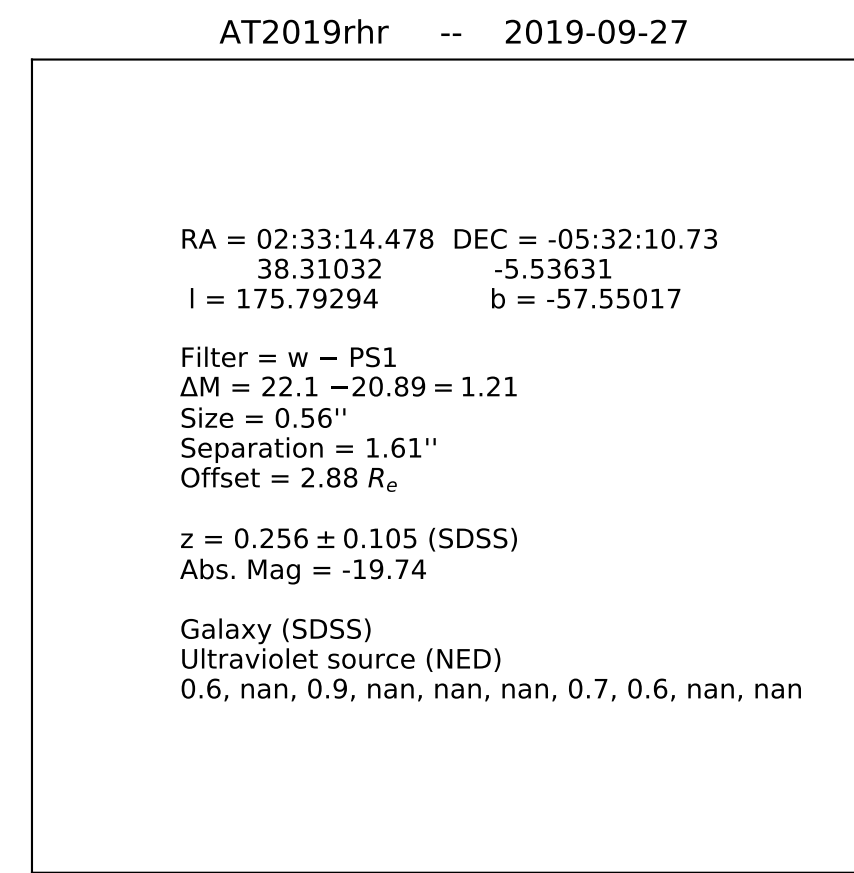 AT2019rhr -- 2019-09-27
RA = 02:33:14.478 DEC = -05:32:10.73
38.31032 -5.53631
l = 175.79294 b = -57.55017
Filter = w − PS1
ΔM = 22.1 −20.89 = 1.21
Size = 0.56''
Separation = 1.61''
Offset = 2.88 Rₑ
z = 0.256 ± 0.105 (SDSS)
Abs. Mag = -19.74
Galaxy (SDSS)
Ultraviolet source (NED)
0.6, nan, 0.9, nan, nan, nan, 0.7, 0.6, nan, nan